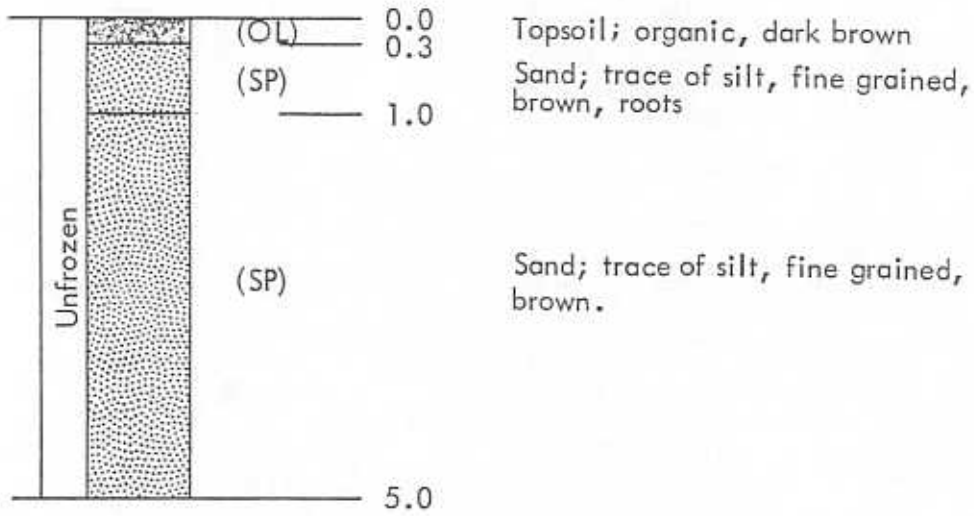 (OL) 0.0 Topsoil; organic, dark brown
0.3
(SP) Sand; trace of silt, fine grained,
brown, roots
1.0
Unfrozen
(SP) Sand; trace of silt, fine grained,
brown.
5.0